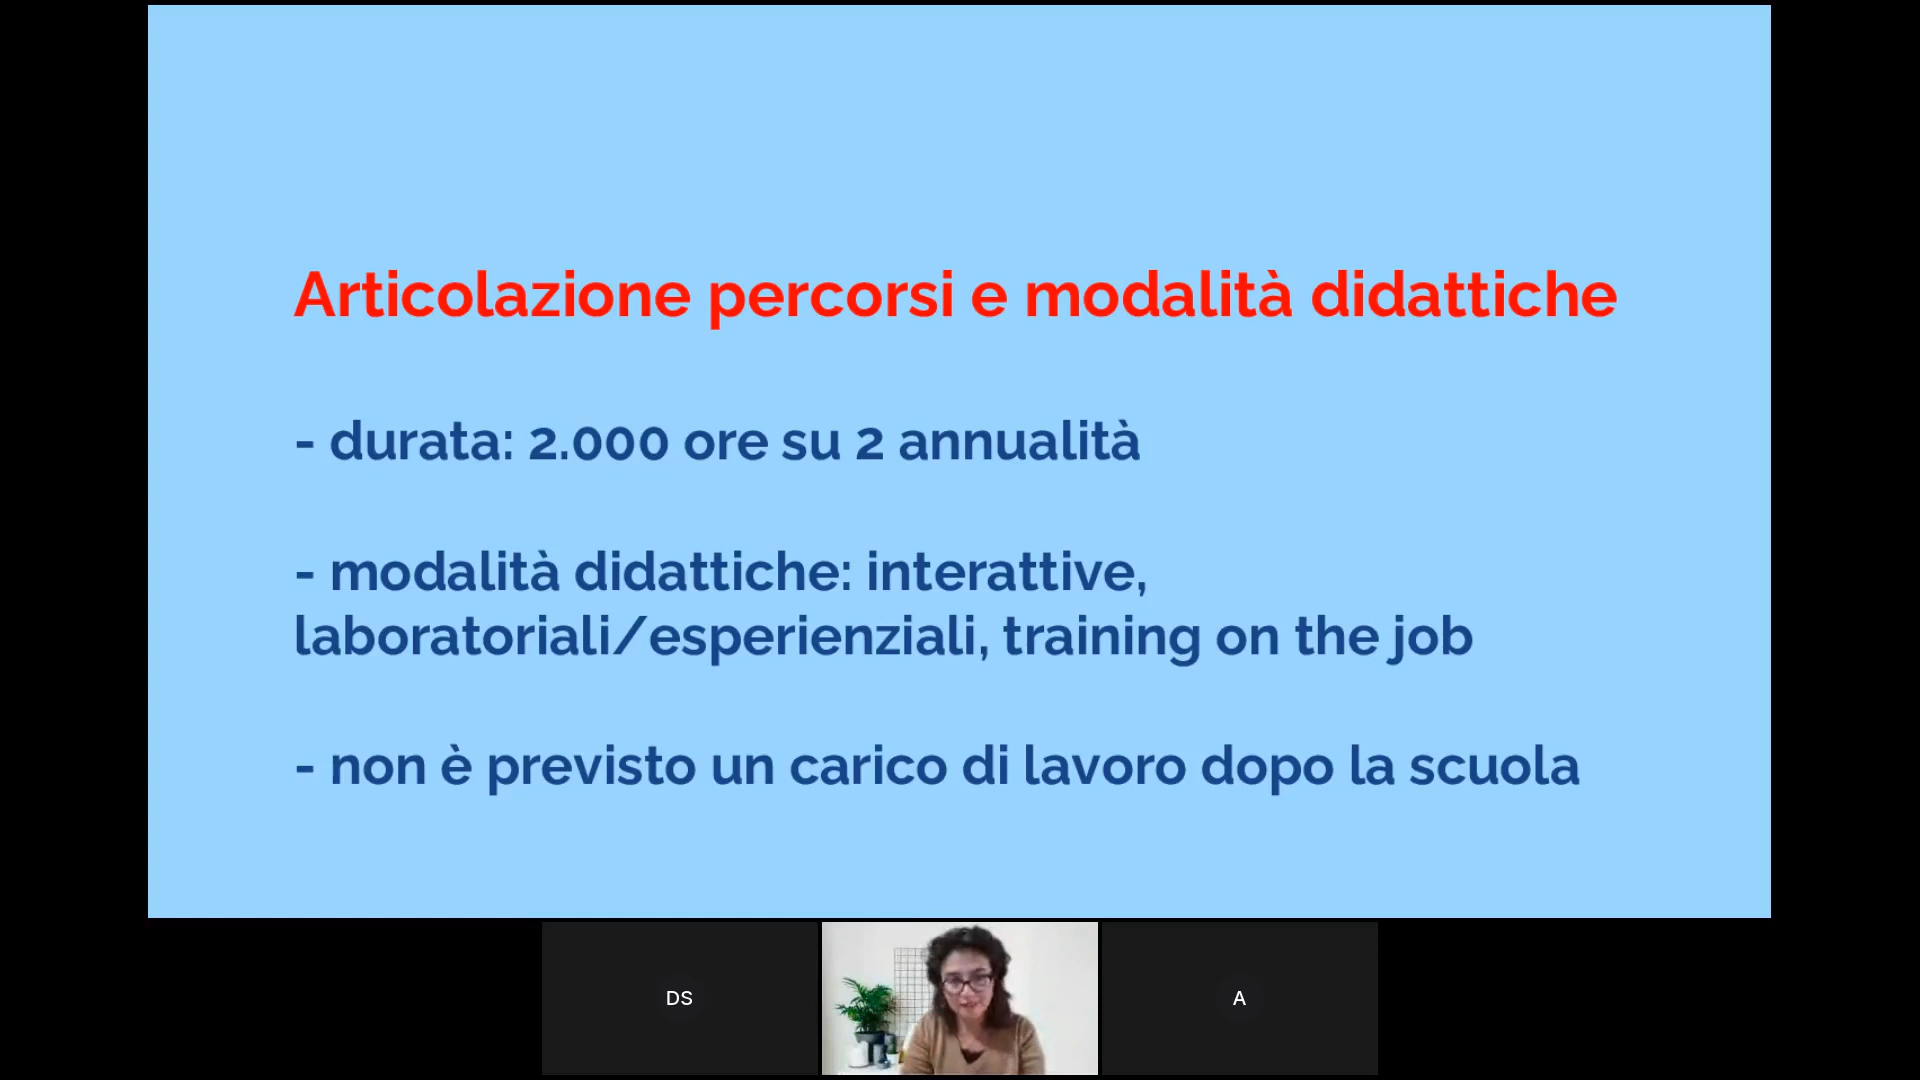 Articolazione percorsi e modalità didattiche
- durata: 2.000 ore su 2 annualità
- modalità didattiche: interattive,
laboratoriali/esperienziali, training on the job
- non è previsto un carico di lavoro dopo la scuola
DS
A